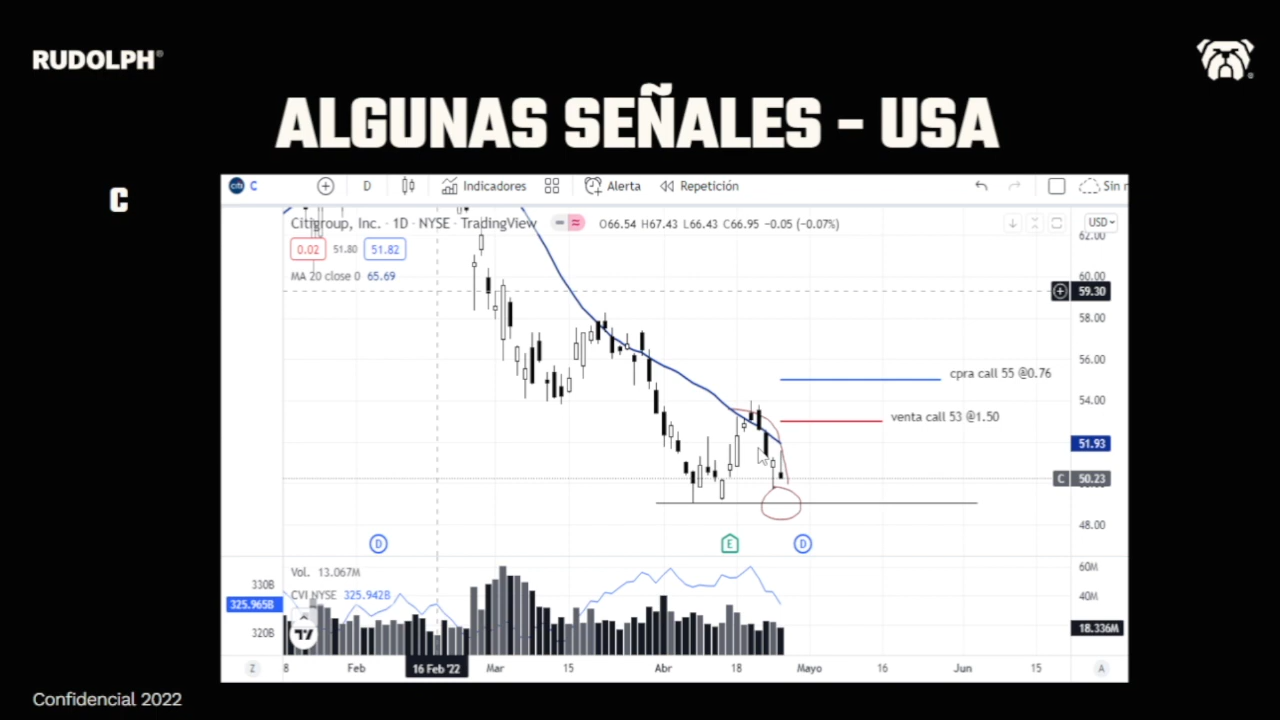 RUDOLPH®
ALGUNAS SEÑALES - USA
C
citi C D Indicadores Alerta Repetición Sin r
Citigroup, Inc. · 1D · NYSE · TradingView O66.54 H67.43 L66.43 C66.95 −0.05 (−0.07%) USD
0.02 51.80 51.82
MA 20 close 0 65.69
62.00
60.00
59.30
58.00
56.00
cpra call 55 @0.76
54.00
venta call 53 @1.50
51.93
C 50.23
48.00
D E D
Vol. 13.067M
60M
330B
CVI NYSE 325.942B
40M
325.965B
320B
18.336M
Z 8 Feb 16 Feb '22 Mar 15 Abr 18 Mayo 16 Jun 15 A
Confidencial 2022